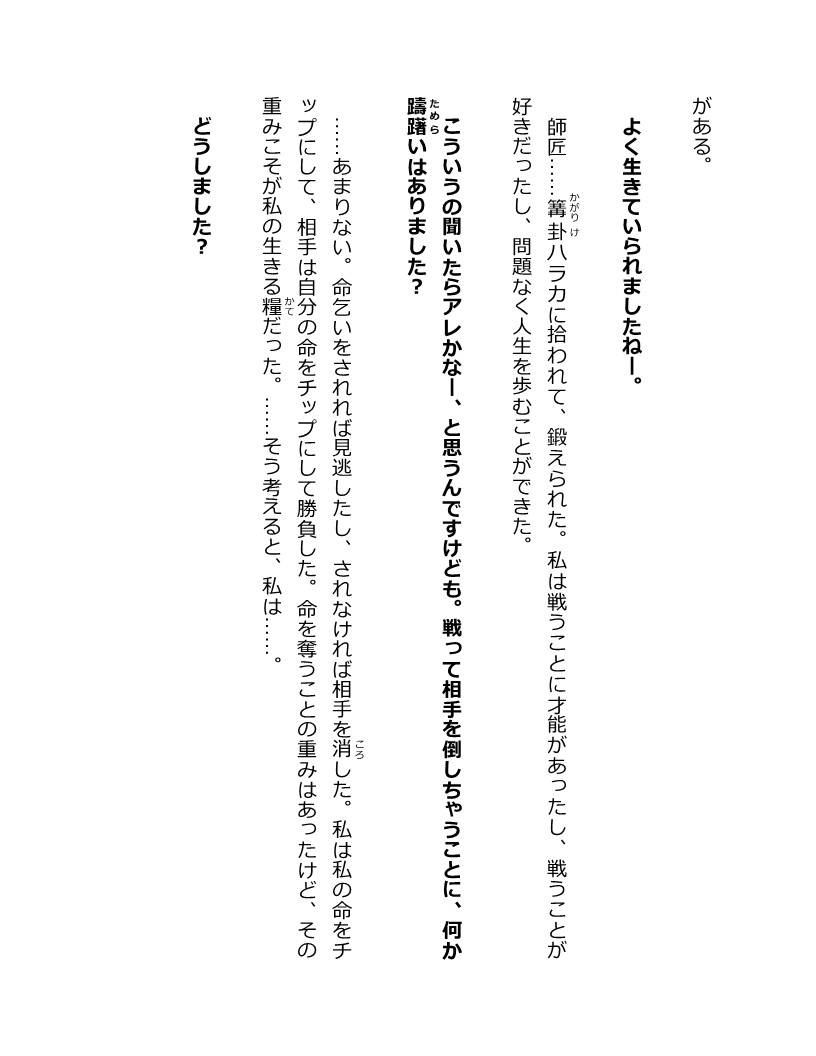 がある。
よく生きていられましたねー。
師匠……篝卦八ラカに拾われて、鍛えられた。私は戦うことに才能があったし、戦うことが
好きだったし、問題なく人生を歩むことができた。
こういうの聞いたらアレかなー、と思うんですけども。戦って相手を倒しちゃうことに、何か
躊躇いはありました？
……あまりない。命乞いをされれば見逃したし、されなければ相手を消した。私は私の命をチ
ップにして、相手は自分の命をチップにして勝負した。命を奪うことの重みはあったけど、その
重みこそが私の生きる糧だった。……そう考えると、私は……。
どうしました？